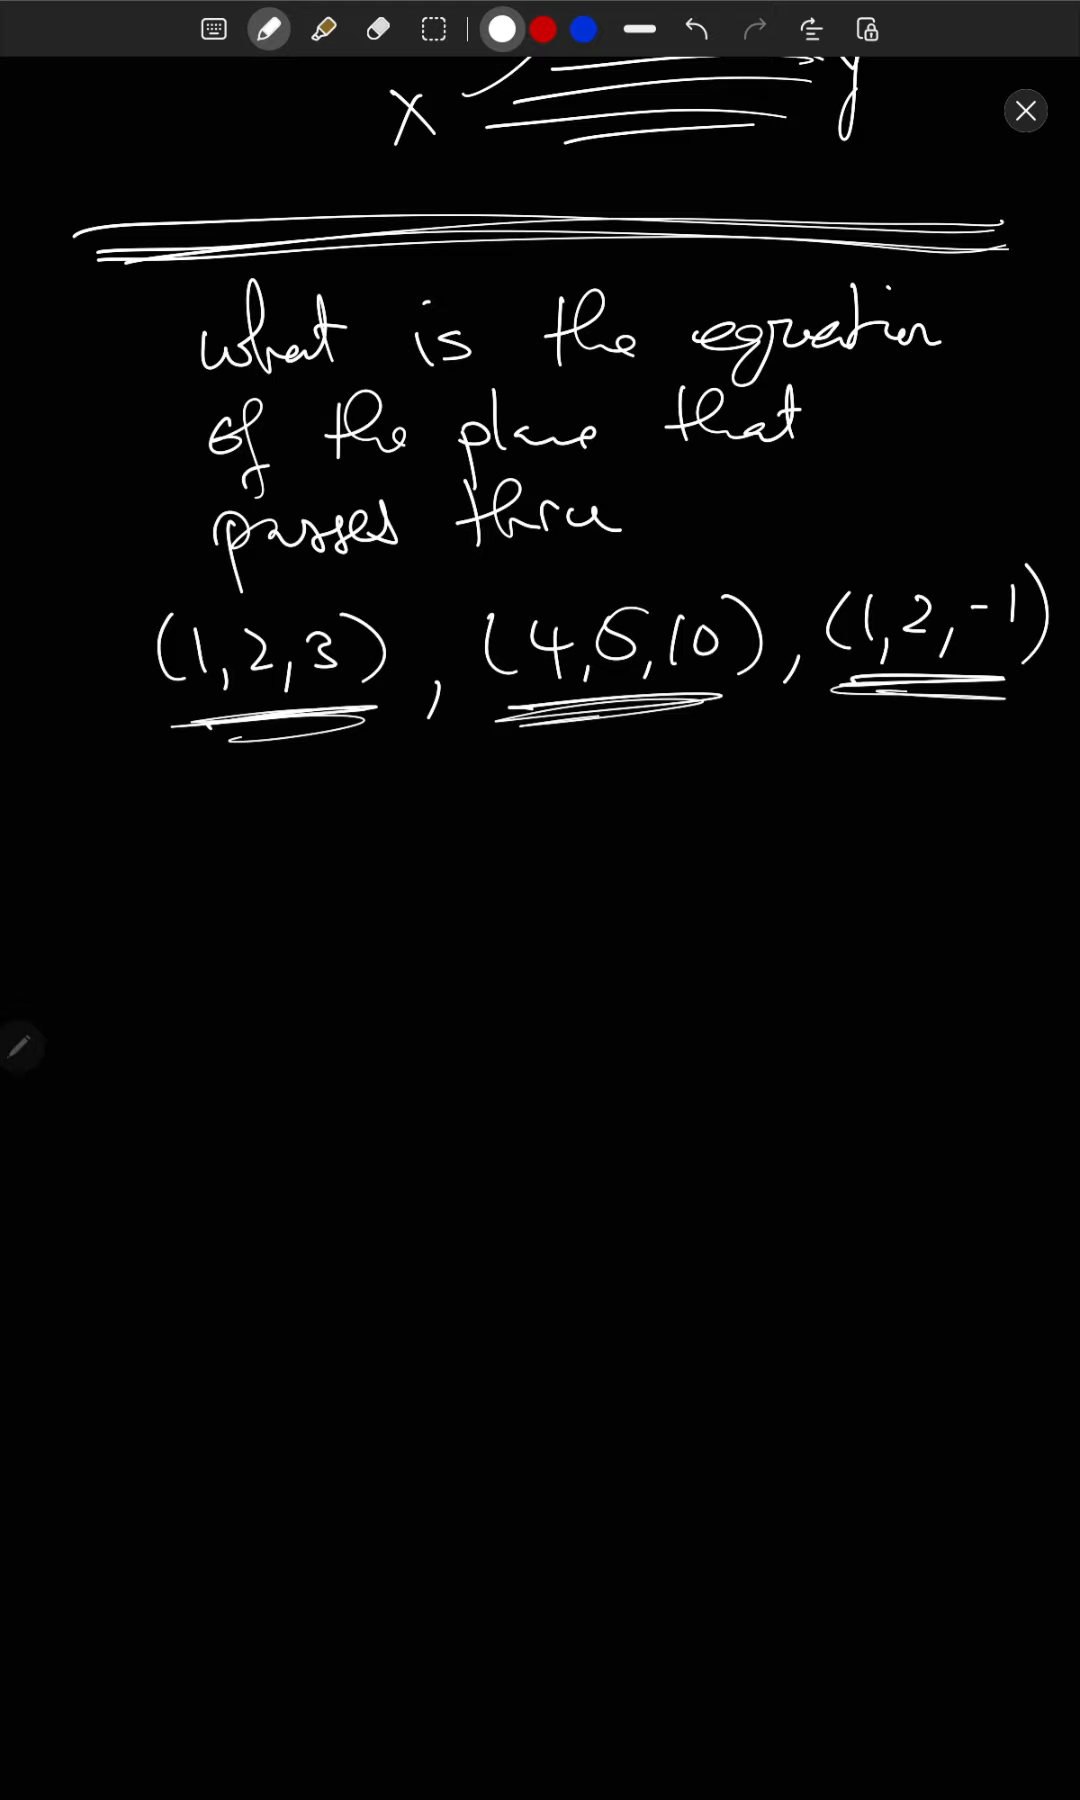 x y
what is the equation
of the plane that
passes thru
(1,2,3), (4,5,10), (1,2,-1)